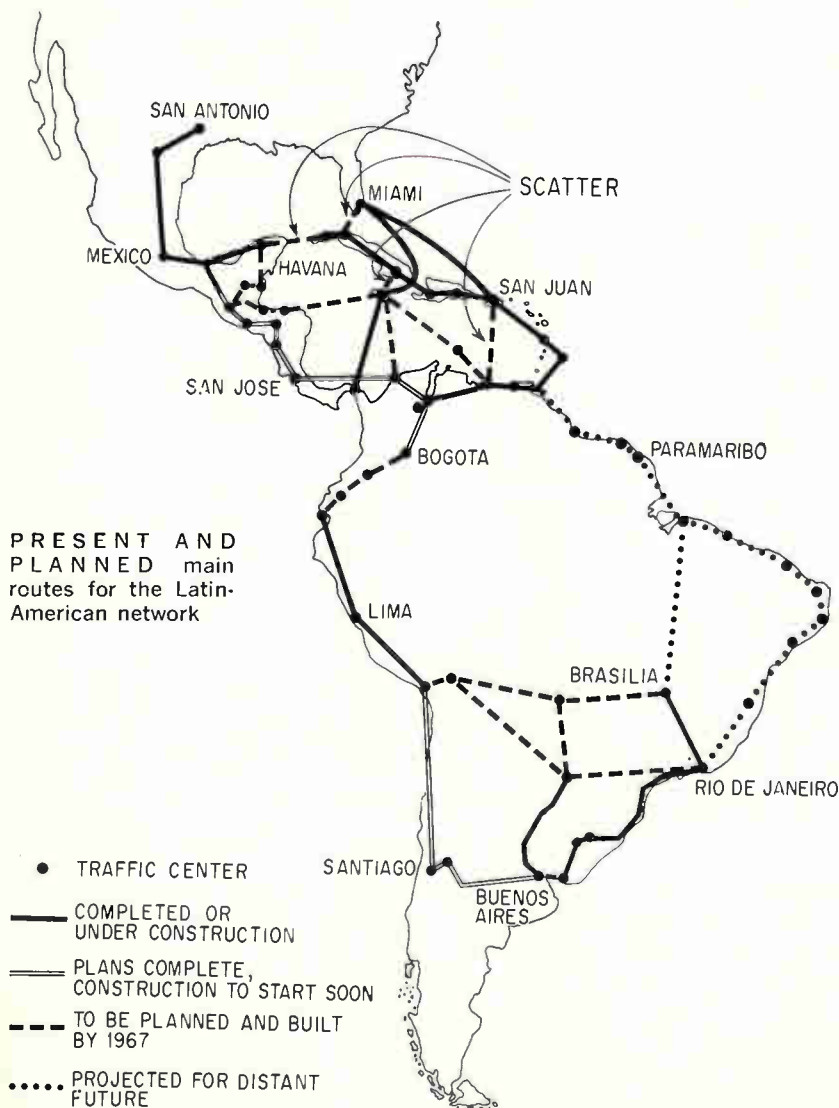 SAN ANTONIO
MIAMI
SCATTER
MEXICO
HAVANA
SAN JUAN
SAN JOSE
BOGOTA
PARAMARIBO
PRESENT AND
PLANNED main
routes for the Latin-
American network
LIMA
BRASILIA
RIO DE JANEIRO
SANTIAGO
BUENOS
AIRES
TRAFFIC CENTER
COMPLETED OR
UNDER CONSTRUCTION
PLANS COMPLETE,
CONSTRUCTION TO START SOON
TO BE PLANNED AND BUILT
BY 1967
PROJECTED FOR DISTANT
FUTURE